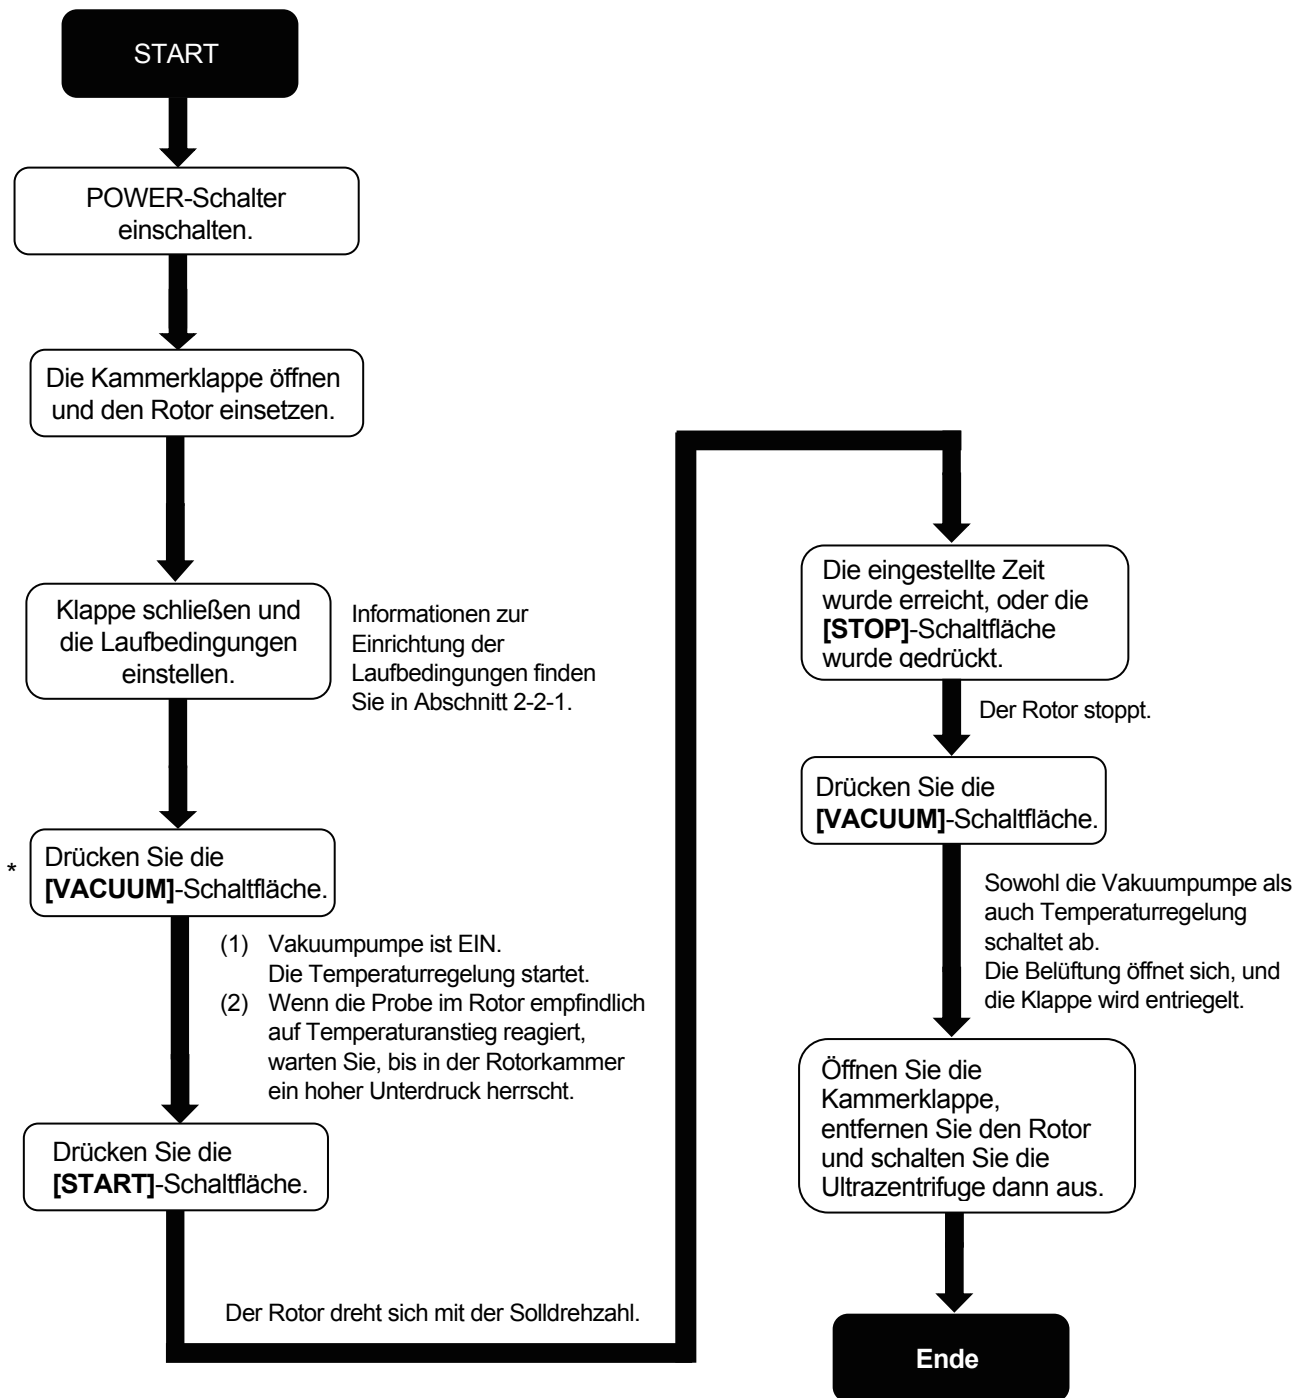 START
POWER-Schalter
einschalten.
Die Kammerklappe öffnen
und den Rotor einsetzen.
Klappe schließen und
die Laufbedingungen
einstellen.
Informationen zur
Einrichtung der
Laufbedingungen finden
Sie in Abschnitt 2-2-1.
*
Drücken Sie die
[VACUUM]-Schaltfläche.
(1) Vakuumpumpe ist EIN.
Die Temperaturregelung startet.
(2) Wenn die Probe im Rotor empfindlich
auf Temperaturanstieg reagiert,
warten Sie, bis in der Rotorkammer
ein hoher Unterdruck herrscht.
Drücken Sie die
[START]-Schaltfläche.
Der Rotor dreht sich mit der Solldrehzahl.
Die eingestellte Zeit
wurde erreicht, oder die
[STOP]-Schaltfläche
wurde gedrückt.
Der Rotor stoppt.
Drücken Sie die
[VACUUM]-Schaltfläche.
Sowohl die Vakuumpumpe als
auch Temperaturregelung
schaltet ab.
Die Belüftung öffnet sich, und
die Klappe wird entriegelt.
Öffnen Sie die
Kammerklappe,
entfernen Sie den Rotor
und schalten Sie die
Ultrazentrifuge dann aus.
Ende